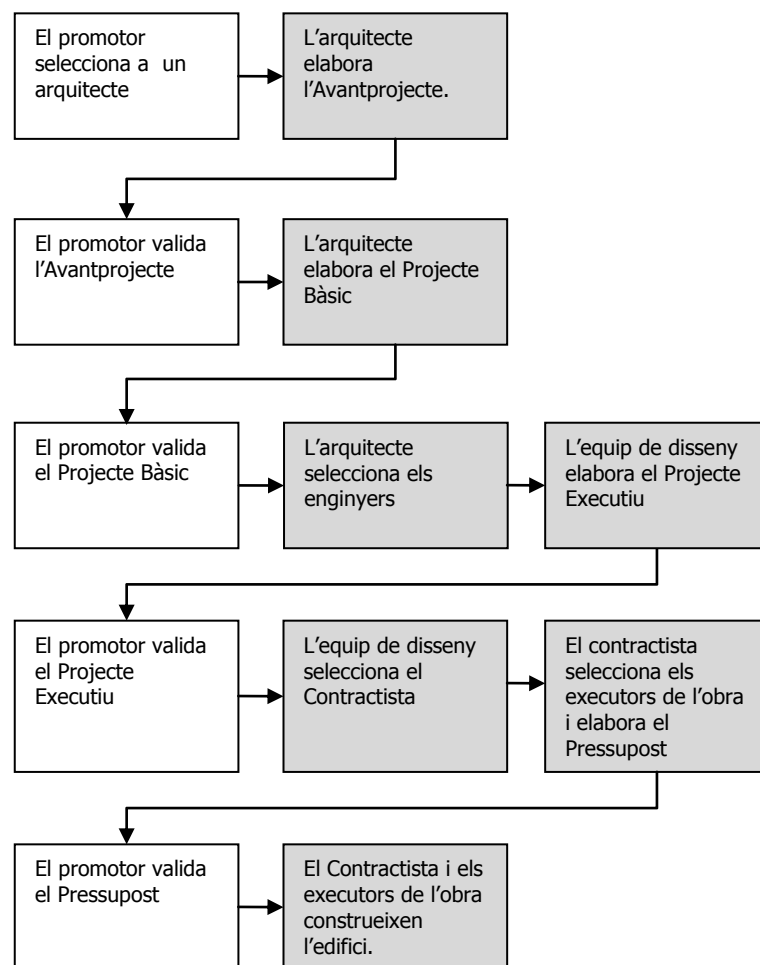 El promotor
selecciona a  un
arquitecte
L'arquitecte
elabora
l'Avantprojecte.
El promotor valida
l'Avantprojecte
L'arquitecte
elabora el Projecte
Bàsic
El promotor valida
el Projecte Bàsic
L'arquitecte
selecciona els
enginyers
L'equip de disseny
elabora el Projecte
Executiu
El promotor valida
el Projecte
Executiu
L'equip de disseny
selecciona el
Contractista
El contractista
selecciona els
executors de l'obra
i elabora el
Pressupost
El promotor valida
el Pressupost
El Contractista i els
executors de l'obra
construeixen
l'edifici.